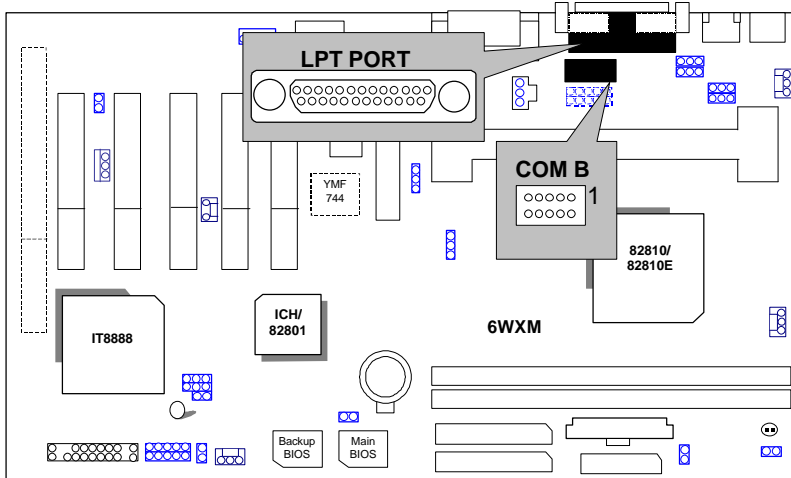 LPT PORT
COM B
1
YMF
744
82810/
82810E
IT8888
ICH/
82801
6WXM
Backup
BIOS
Main
BIOS